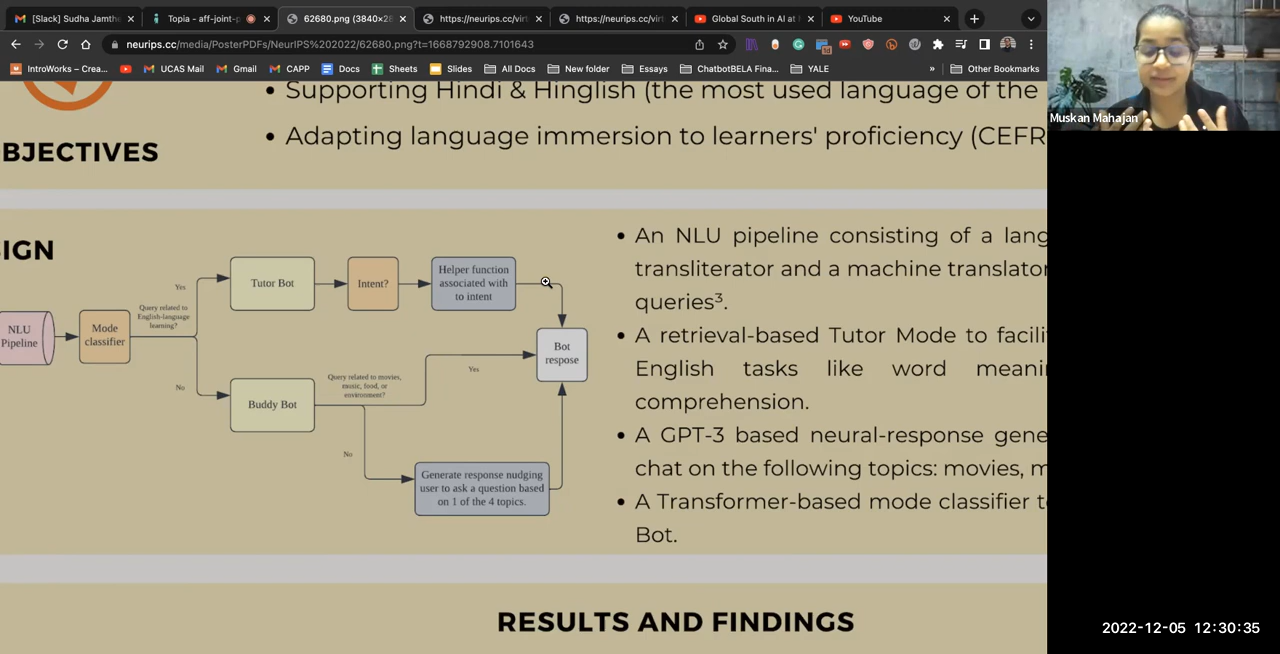 [Slack] Sudha Jamthe
Topia - aff-joint-p
62680.png (3840×28
https://neurips.cc/virt
https://neurips.cc/virt
Global South in AI at
YouTube
neurips.cc/media/PosterPDFs/NeurIPS%202022/62680.png?t=1668792908.7101643
IntroWorks – Crea...
UCAS Mail
Gmail
CAPP
Docs
Sheets
Slides
All Docs
New folder
Essays
ChatbotBELA Fina...
YALE
»
Other Bookmarks
Muskan Mahajan
• Supporting Hindi & Hinglish (the most used language of the
• Adapting language immersion to learners' proficiency (CEFR
BJECTIVES
IGN
NLU
Pipeline
Mode
classifier
Yes
Query related to
English-language
learning?
No
Tutor Bot
Intent?
Helper function
associated with
to intent
Bot
respose
Buddy Bot
Query related to movies,
music, food, or
environment?
Yes
No
Generate response nudging
user to ask a question based
on 1 of the 4 topics.
• An NLU pipeline consisting of a lang
transliterator and a machine translator
queries³.
• A retrieval-based Tutor Mode to facili
English tasks like word meani
comprehension.
• A GPT-3 based neural-response gene
chat on the following topics: movies, m
• A Transformer-based mode classifier t
Bot.
RESULTS AND FINDINGS
2022-12-05 12:30:35